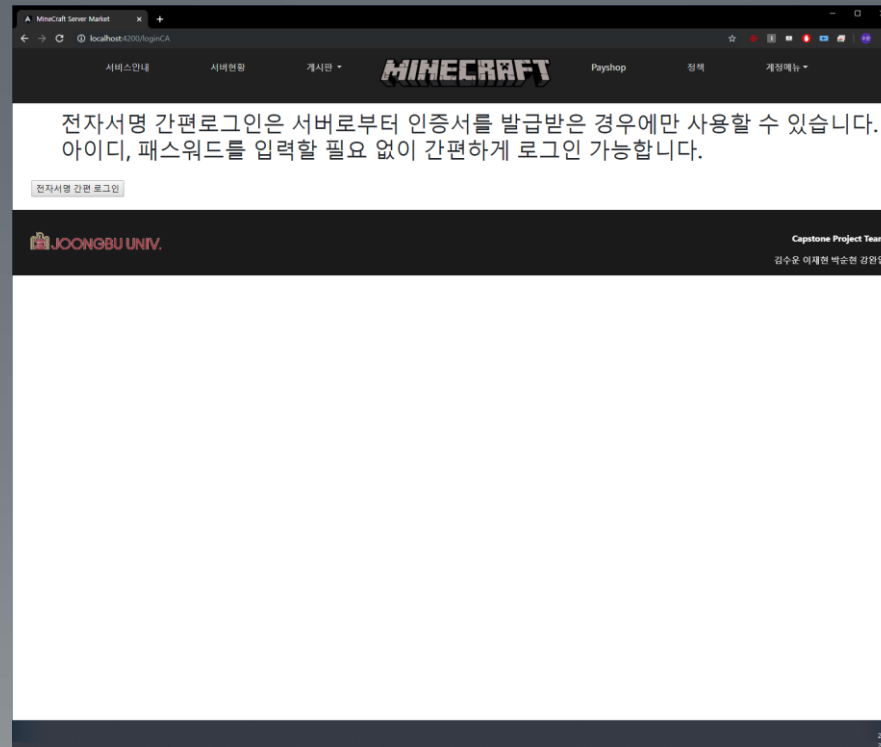 MineCraft Server Market
localhost:4200/loginCA
서비스안내 서버현황 게시판 MINECRAFT Payshop 정책 계정메뉴
전자서명 간편로그인은 서버로부터 인증서를 발급받은 경우에만 사용할 수 있습니다.
아이디, 패스워드를 입력할 필요 없이 간편하게 로그인 가능합니다.
전자서명 간편 로그인
JOONGBU UNIV.
Capstone Project Team
김수운 이재현 박순현 강완일